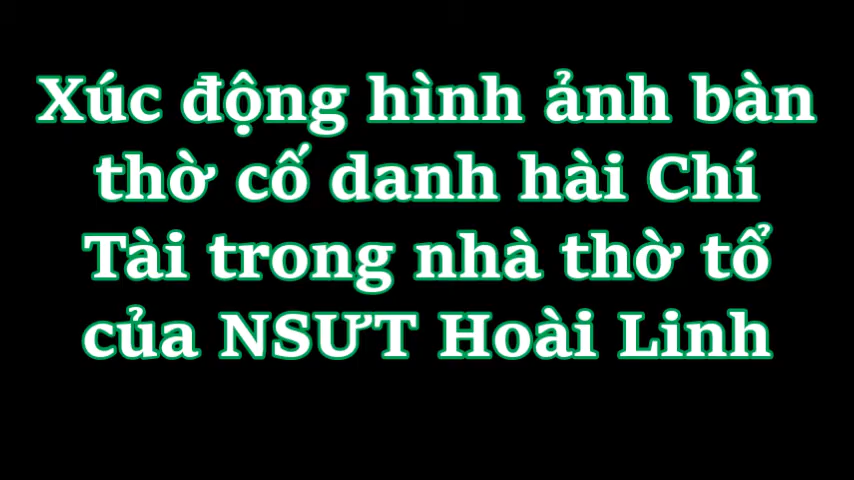 Xúc động hình ảnh bàn
thờ cố danh hài Chí
Tài trong nhà thờ tổ
của NSƯT Hoài Linh